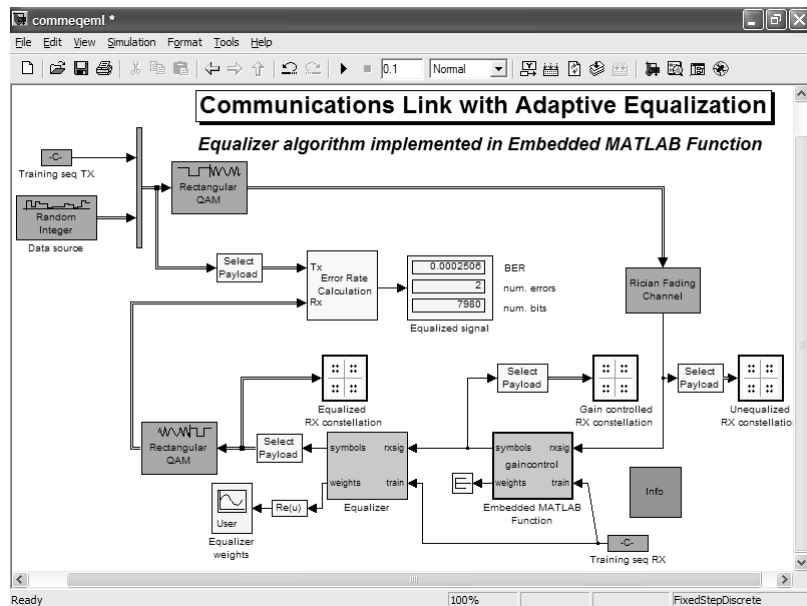 commeqeml *
File Edit View Simulation Format Tools Help
0.1 Normal
Communications Link with Adaptive Equalization
Equalizer algorithm implemented in Embedded MATLAB Function
-C-
Training seq TX
Rectangular
QAM
Random
Integer
Data source
Select
Payload
Tx
Error Rate
Calculation
Rx
0.0002506
2
7980
BER
num. errors
num. bits
Equalized signal
Rician Fading
Channel
Equalized
RX constellation
Select
Payload
Gain controlled
RX constellation
Select
Payload
Unequalized
RX constellatio
Rectangular
QAM
Select
Payload
symbols rxsig
weights train
Equalizer
symbols rxsig
gaincontrol
weights train
Embedded MATLAB
Function
Info
User
Equalizer
weights
Re(u)
-C-
Training seq RX
Ready 100% FixedStepDiscrete